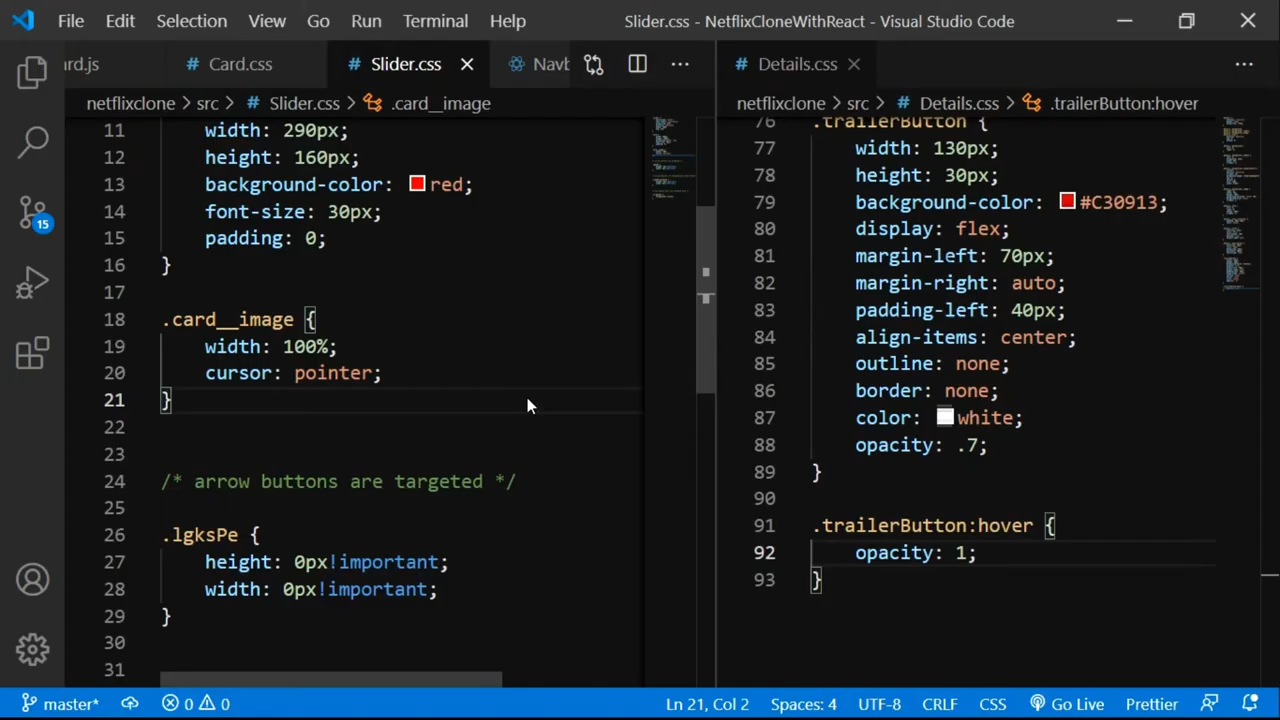 File Edit Selection View Go Run Terminal Help Slider.css - NetflixCloneWithReact - Visual Studio Code
ard.js # Card.css # Slider.css Navb
netflixclone > src > # Slider.css > .card__image
11 width: 290px;
12 height: 160px;
13 background-color: red;
14 font-size: 30px;
15 padding: 0;
16 }
17
18 .card__image {
19 width: 100%;
20 cursor: pointer;
21 }
22
23
24 /* arrow buttons are targeted */
25
26 .lgksPe {
27 height: 0px!important;
28 width: 0px!important;
29 }
30
31
# Details.css
netflixclone > src > # Details.css > .trailerButton:hover
76 .trailerButton {
77 width: 130px;
78 height: 30px;
79 background-color: #C30913;
80 display: flex;
81 margin-left: 70px;
82 margin-right: auto;
83 padding-left: 40px;
84 align-items: center;
85 outline: none;
86 border: none;
87 color: white;
88 opacity: .7;
89 }
90
91 .trailerButton:hover {
92 opacity: 1;
93 }
15
master* 0 0 Ln 21, Col 2 Spaces: 4 UTF-8 CRLF CSS Go Live Prettier